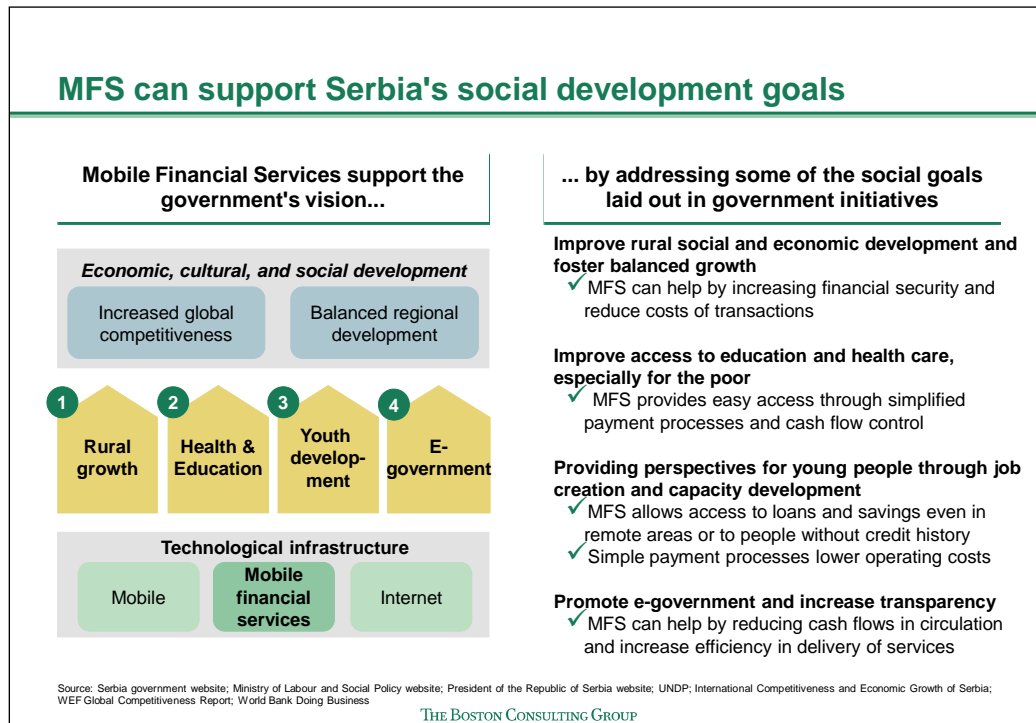 MFS can support Serbia's social development goals
Mobile Financial Services support the
government's vision...
Economic, cultural, and social development
Increased global
competitiveness
Balanced regional
development
1
Rural
growth
2
Health &
Education
3
Youth
develop-
ment
4
E-
government
Technological infrastructure
Mobile
Mobile
financial
services
Internet
... by addressing some of the social goals
laid out in government initiatives
Improve rural social and economic development and
foster balanced growth
✓MFS can help by increasing financial security and
reduce costs of transactions
Improve access to education and health care,
especially for the poor
✓ MFS provides easy access through simplified
payment processes and cash flow control
Providing perspectives for young people through job
creation and capacity development
✓MFS allows access to loans and savings even in
remote areas or to people without credit history
✓Simple payment processes lower operating costs
Promote e-government and increase transparency
✓MFS can help by reducing cash flows in circulation
and increase efficiency in delivery of services
Source: Serbia government website; Ministry of Labour and Social Policy website; President of the Republic of Serbia website; UNDP; International Competitiveness and Economic Growth of Serbia;
WEF Global Competitiveness Report; World Bank Doing Business
THE BOSTON CONSULTING GROUP